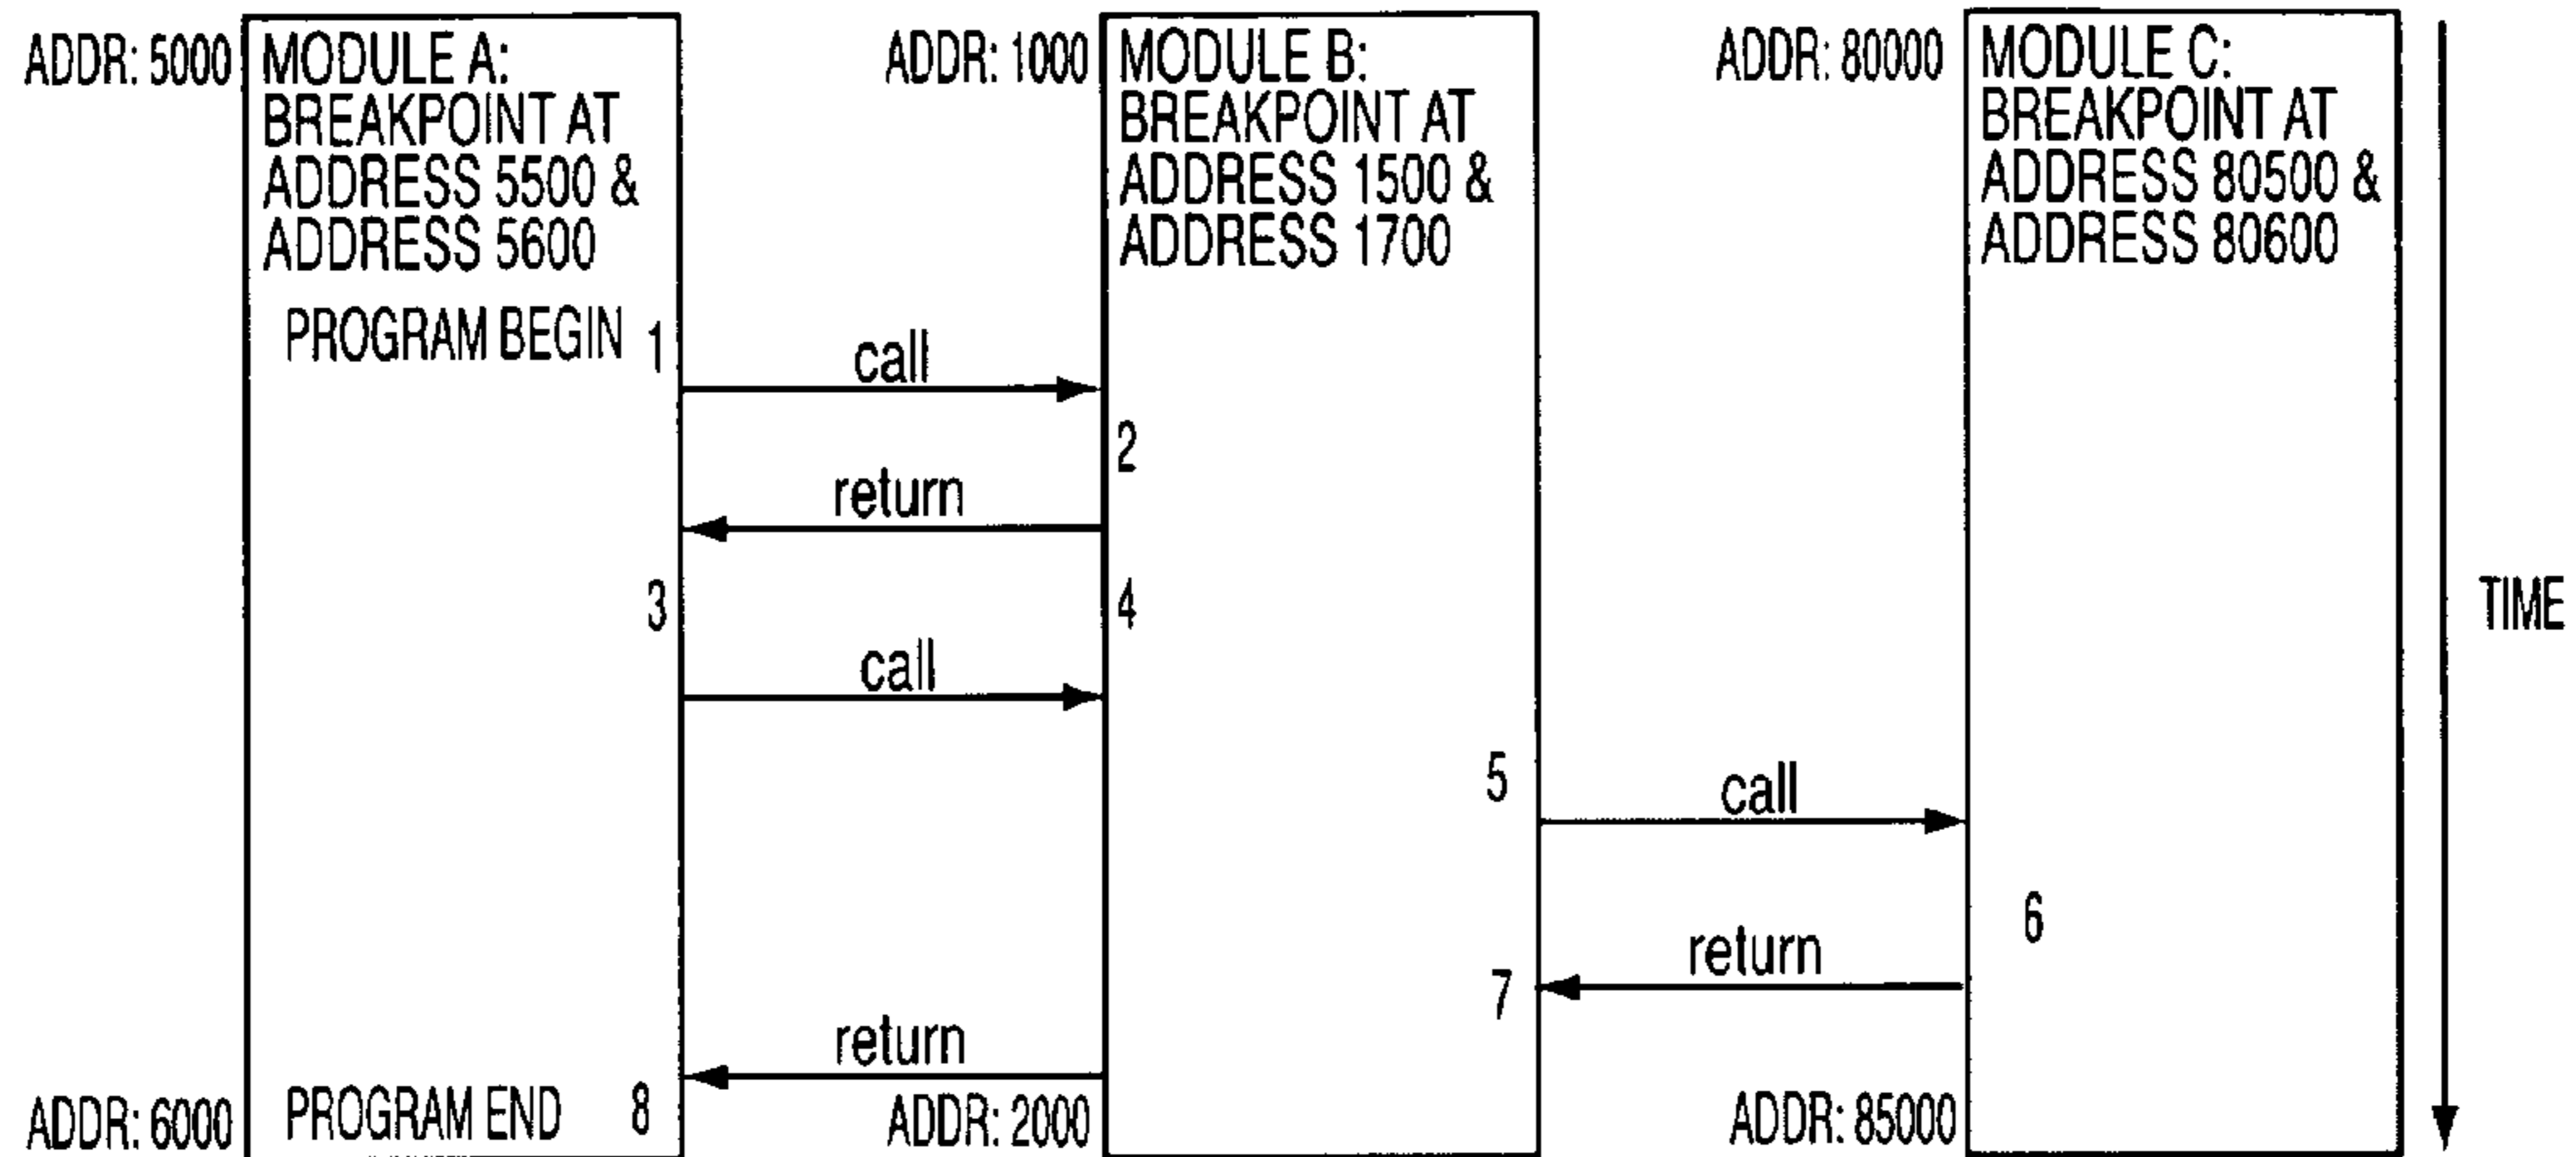 ADDR: 5000
MODULE A:
BREAKPOINT AT
ADDRESS 5500 &
ADDRESS 5600
PROGRAM BEGIN 1
ADDR: 1000
MODULE B:
BREAKPOINT AT
ADDRESS 1500 &
ADDRESS 1700
ADDR: 80000
MODULE C:
BREAKPOINT AT
ADDRESS 80500 &
ADDRESS 80600
call
2
return
3
4
TIME
call
5
call
6
return
7
return
ADDR: 6000
PROGRAM END 8
ADDR: 2000
ADDR: 85000